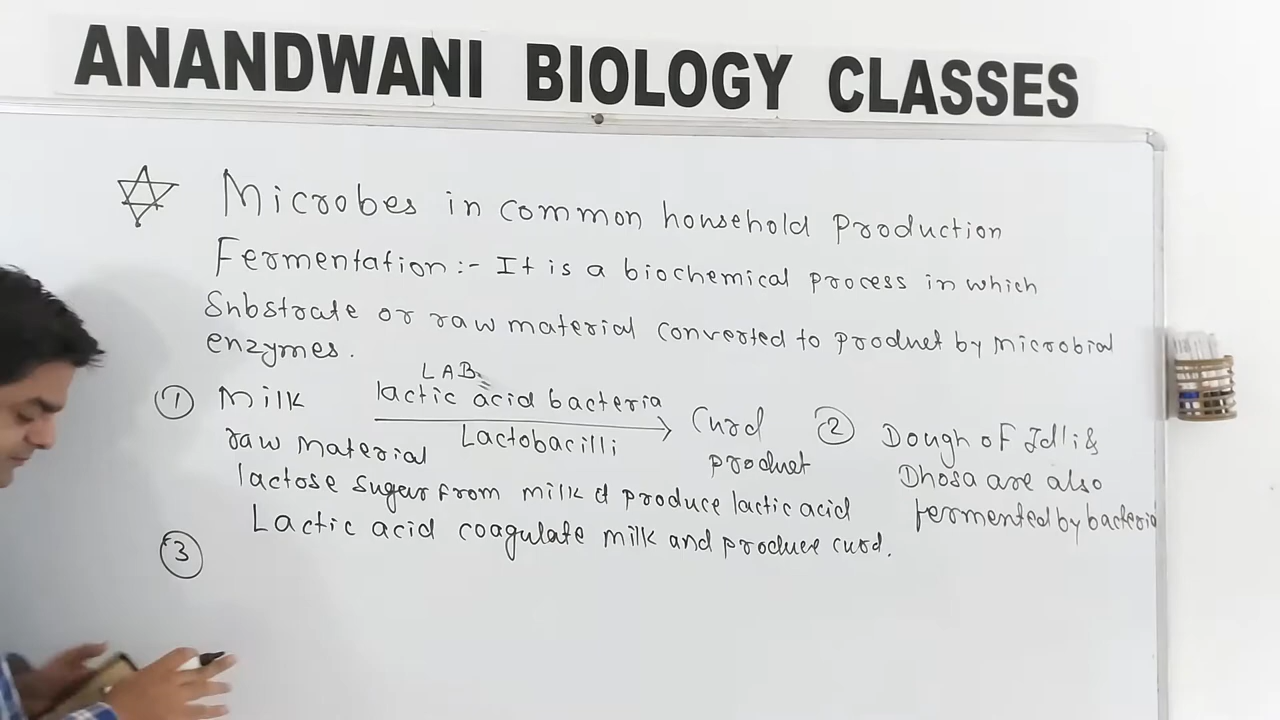 ANANDWANI BIOLOGY CLASSES
Microbes in common household production
Fermentation :- It is a biochemical process in which
Substrate or raw material converted to product by microbial
enzymes.
LAB
① Milk lactic acid bacteria → Curd
Lactobacilli
raw material product
lactose sugar from milk & produce lactic acid
Lactic acid coagulate milk and produce curd.
② Dough of Idli &
Dhosa are also
fermented by bacteria
③